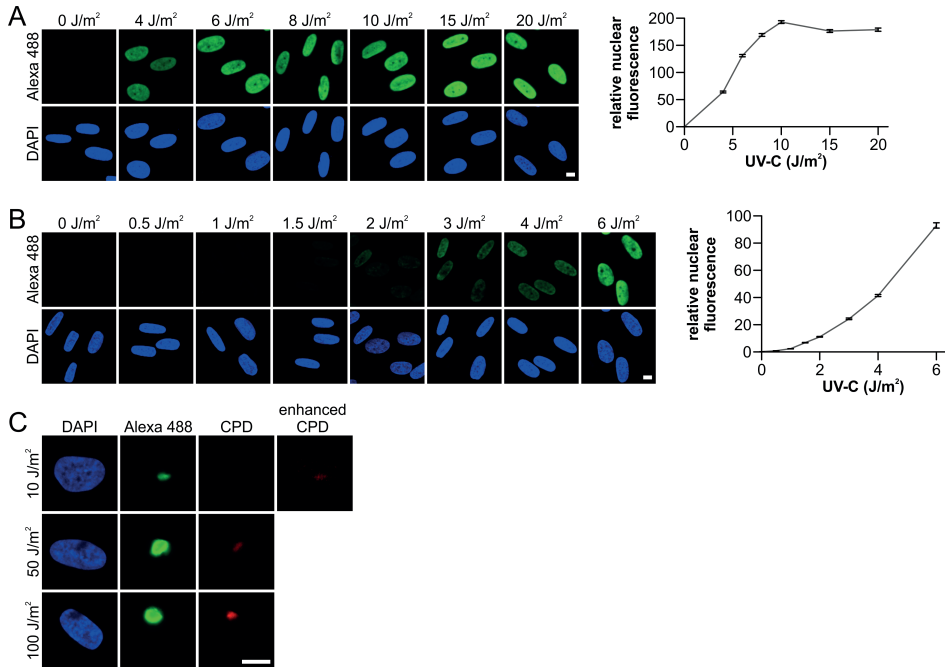 A
0 J/m² 4 J/m² 6 J/m² 8 J/m² 10 J/m² 15 J/m² 20 J/m²
Alexa 488
DAPI
relative nuclear
fluorescence
200
150
100
50
0
0 5 10 15 20
UV-C (J/m²)
B
0 J/m² 0.5 J/m² 1 J/m² 1.5 J/m² 2 J/m² 3 J/m² 4 J/m² 6 J/m²
Alexa 488
DAPI
relative nuclear
fluorescence
100
80
60
40
20
0
0 2 4 6
UV-C (J/m²)
C
DAPI Alexa 488 CPD enhanced
CPD
10 J/m²
50 J/m²
100 J/m²